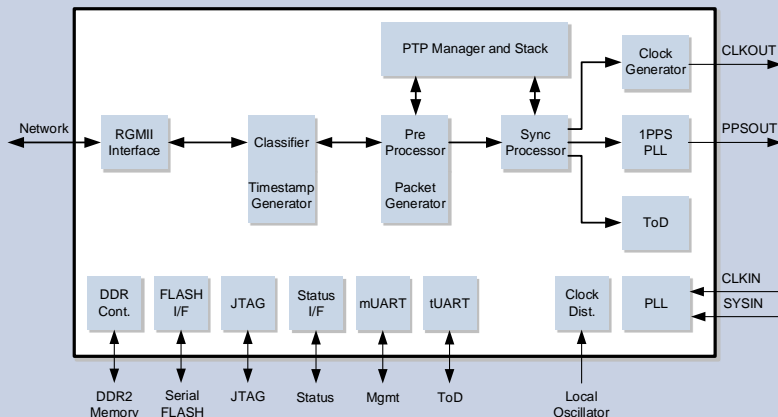 PTP Manager and Stack
Clock
Generator
CLKOUT
Network
RGMII
Interface
Classifier
Timestamp
Generator
Pre
Processor
Packet
Generator
Sync
Processor
1PPS
PLL
PPSOUT
ToD
DDR
Cont.
FLASH
I/F
JTAG
Status
I/F
mUART
tUART
Clock
Dist.
PLL
CLKIN
SYSIN
DDR2
Memory
Serial
FLASH
JTAG
Status
Mgmt
ToD
Local
Oscillator